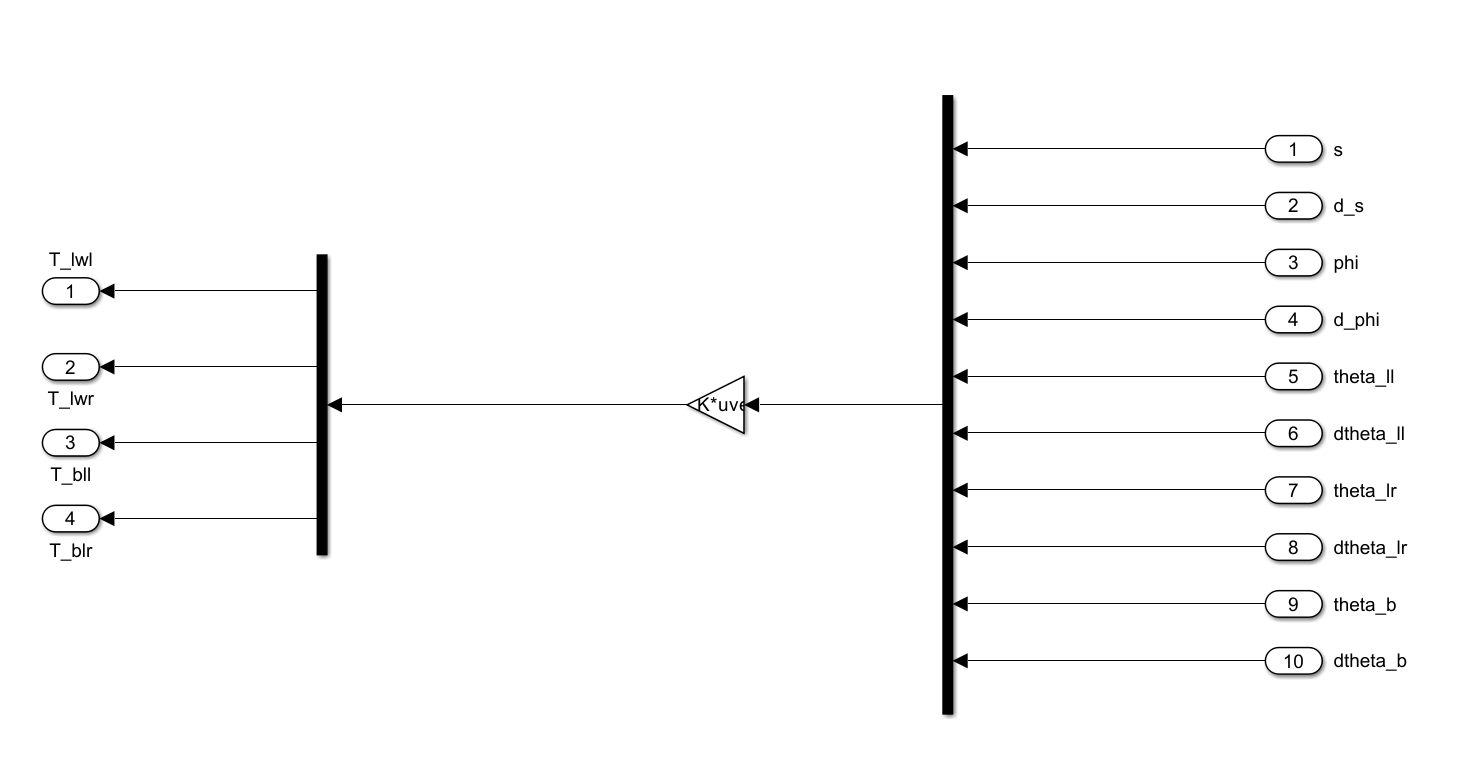 1 s
2 d_s
T_lwl
3 phi
1
4 d_phi
2
5 theta_ll
T_lwr
K*uve
6 dtheta_ll
3
T_bll
7 theta_lr
4
8 dtheta_lr
T_blr
9 theta_b
10 dtheta_b